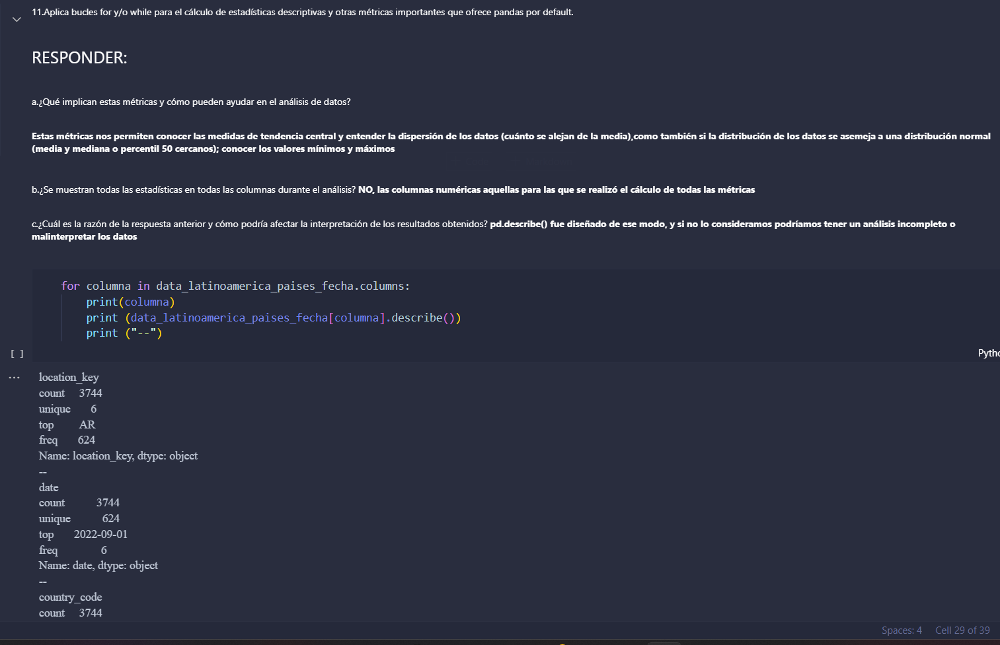 11.Aplica bucles for y/o while para el cálculo de estadísticas descriptivas y otras métricas importantes que ofrece pandas por default.
RESPONDER:
a.¿Qué implican estas métricas y cómo pueden ayudar en el análisis de datos?
Estas métricas nos permiten conocer las medidas de tendencia central y entender la dispersión de los datos (cuánto se alejan de la media),como también si la distribución de los datos se asemeja a una distribución normal
(media y mediana o percentil 50 cercanos); conocer los valores mínimos y máximos
b.¿Se muestran todas las estadísticas en todas las columnas durante el análisis? NO, las columnas numéricas aquellas para las que se realizó el cálculo de todas las métricas
c.¿Cuál es la razón de la respuesta anterior y cómo podría afectar la interpretación de los resultados obtenidos? pd.describe() fue diseñado de ese modo, y si no lo consideramos podríamos tener un análisis incompleto o
malinterpretar los datos
for columna in data_latinoamerica_paises_fecha.columns:
print(columna)
print (data_latinoamerica_paises_fecha[columna].describe())
print ("--")
[ ]
Pytho
...
location_key
count 3744
unique 6
top AR
freq 624
Name: location_key, dtype: object
--
date
count 3744
unique 624
top 2022-09-01
freq 6
Name: date, dtype: object
--
country_code
count 3744
Spaces: 4 Cell 29 of 39